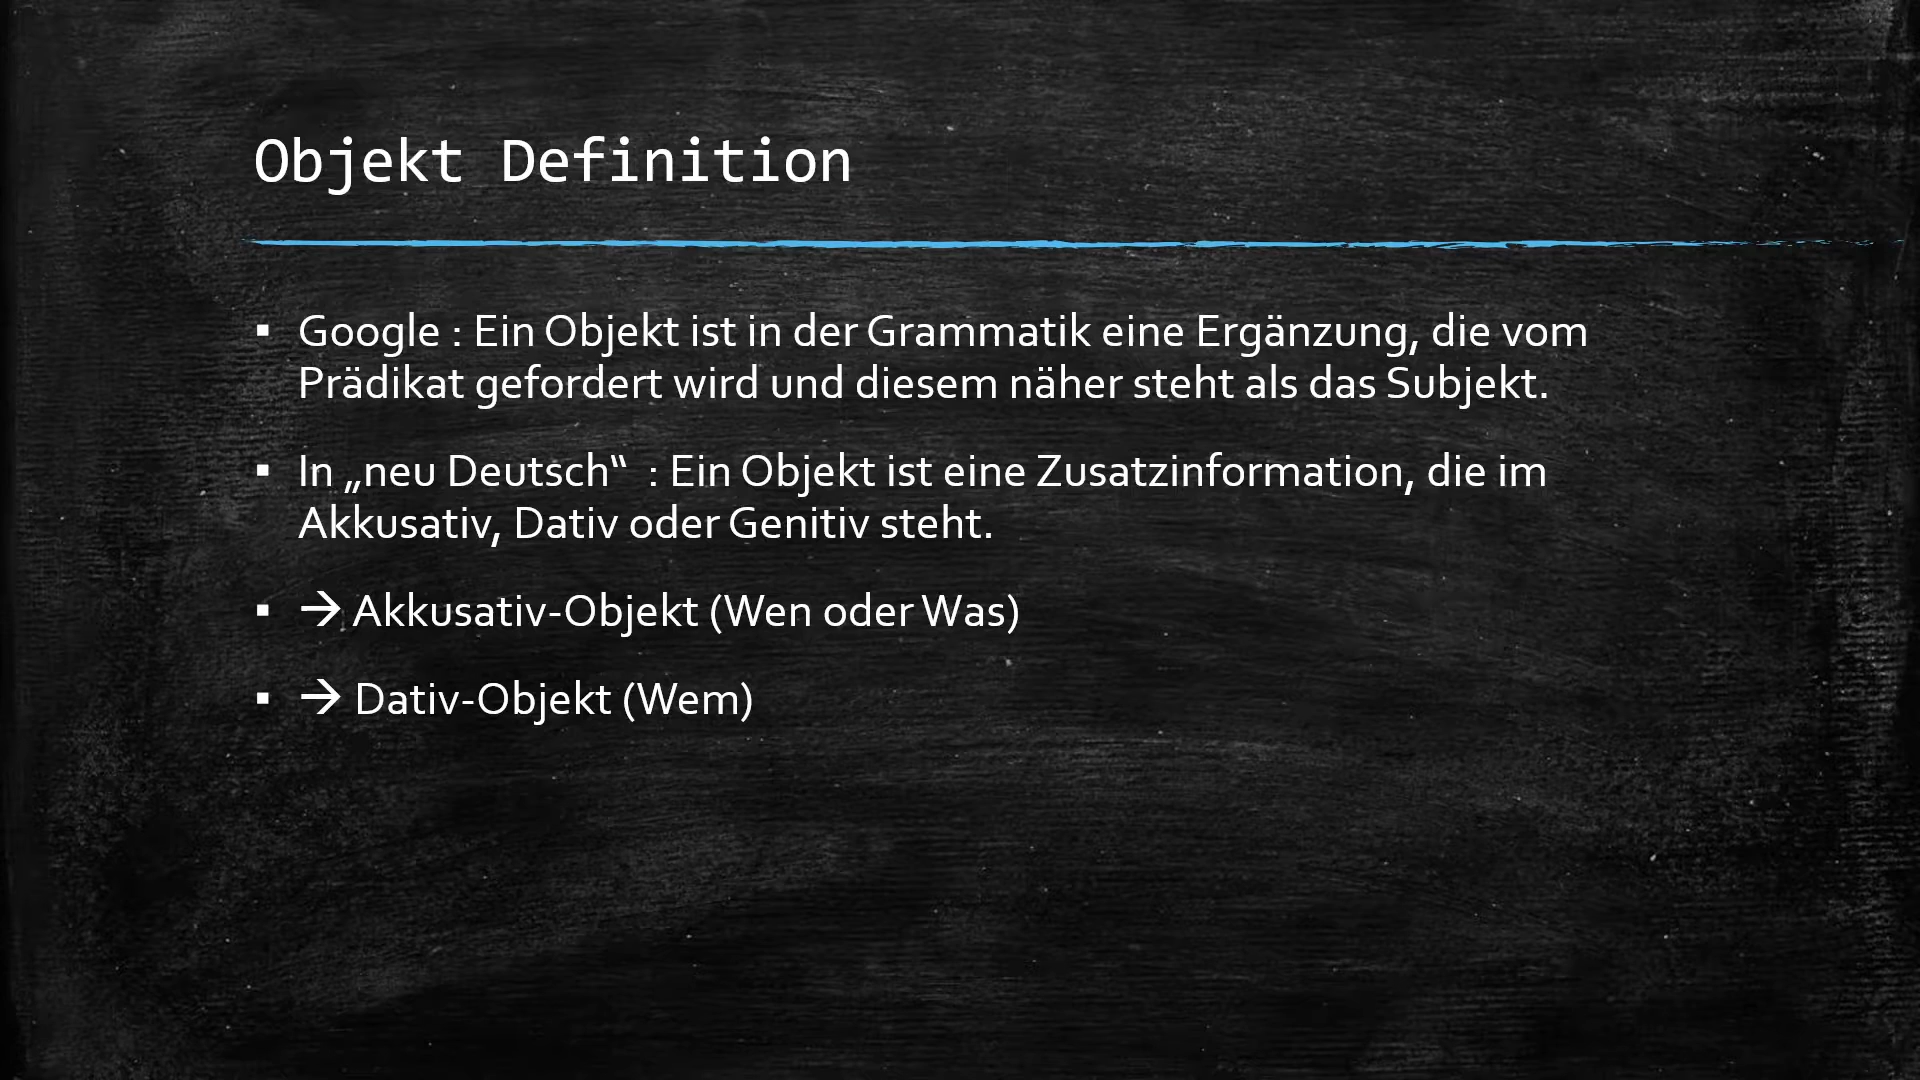 Objekt Definition
▪ Google : Ein Objekt ist in der Grammatik eine Ergänzung, die vom
Prädikat gefordert wird und diesem näher steht als das Subjekt.
▪ In „neu Deutsch“ : Ein Objekt ist eine Zusatzinformation, die im
Akkusativ, Dativ oder Genitiv steht.
▪ → Akkusativ-Objekt (Wen oder Was)
▪ → Dativ-Objekt (Wem)